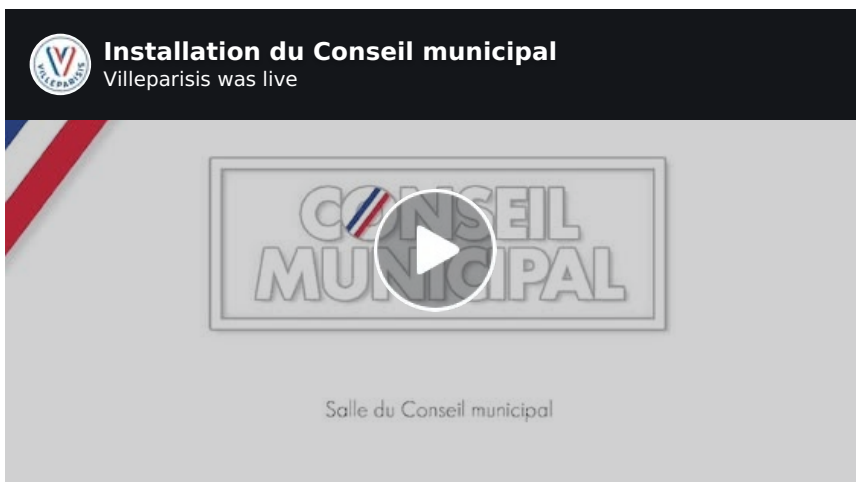 Installation du Conseil municipal
Villeparisis was live
VILLEPARISIS
CONSEIL
MUNICIPAL
Salle du Conseil municipal